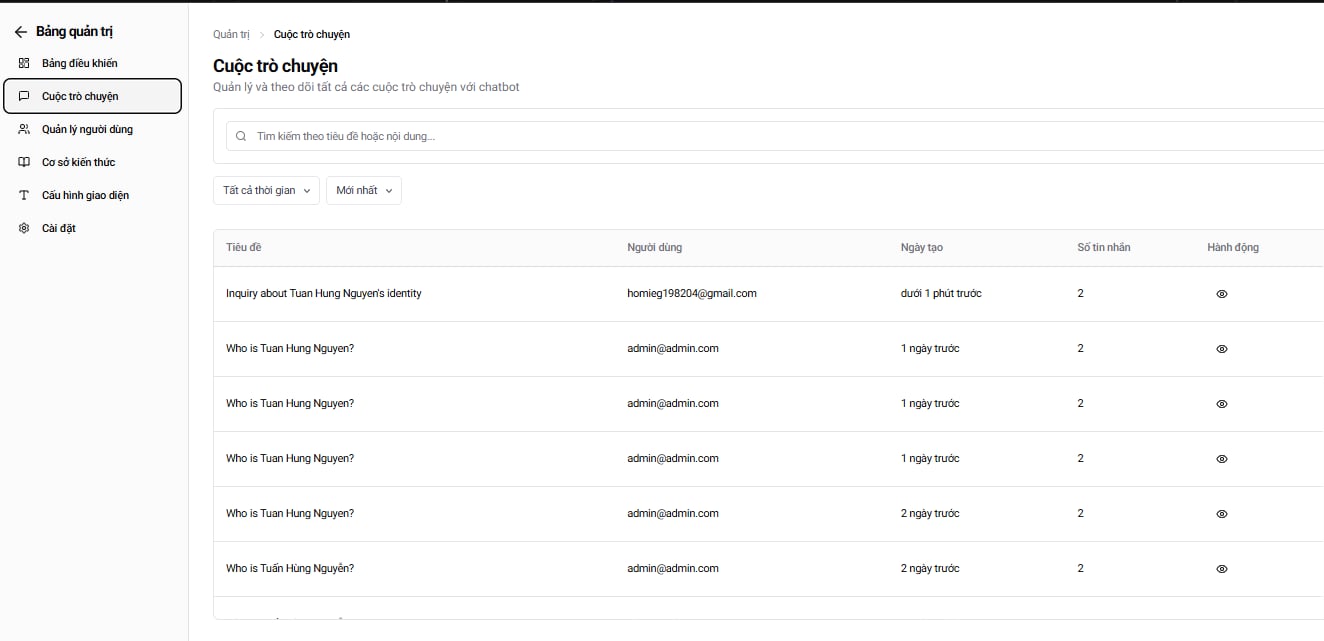 Bảng quản trị
Bảng điều khiển
Cuộc trò chuyện
Quản lý người dùng
Cơ sở kiến thức
Cấu hình giao diện
Cài đặt
Quản trị > Cuộc trò chuyện
Cuộc trò chuyện
Quản lý và theo dõi tất cả các cuộc trò chuyện với chatbot
Tìm kiếm theo tiêu đề hoặc nội dung...
Tất cả thời gian Mới nhất
Tiêu đề Người dùng Ngày tạo Số tin nhắn Hành động
Inquiry about Tuan Hung Nguyen's identity homieg198204@gmail.com dưới 1 phút trước 2
Who is Tuan Hung Nguyen? admin@admin.com 1 ngày trước 2
Who is Tuan Hung Nguyen? admin@admin.com 1 ngày trước 2
Who is Tuan Hung Nguyen? admin@admin.com 1 ngày trước 2
Who is Tuan Hung Nguyen? admin@admin.com 2 ngày trước 2
Who is Tuấn Hùng Nguyễn? admin@admin.com 2 ngày trước 2